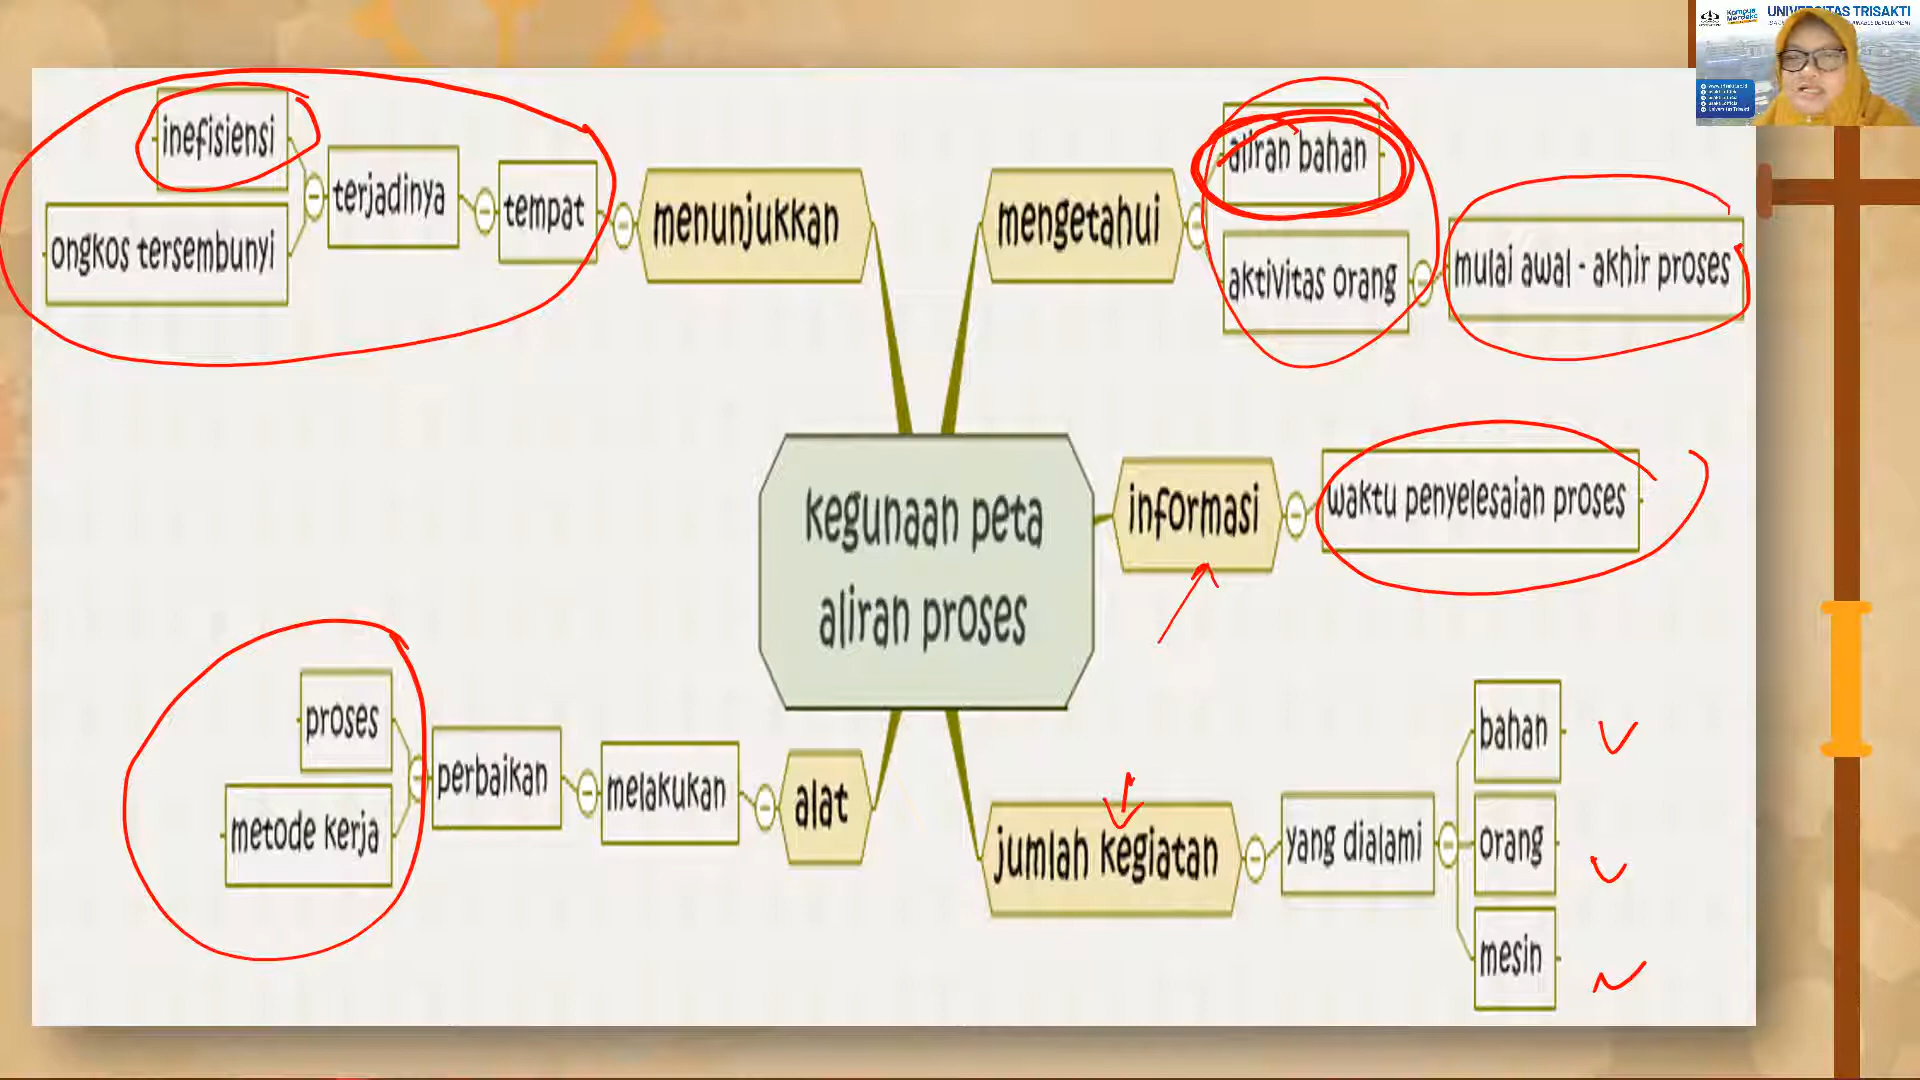 UNIVERSITAS TRISAKTI
Kampus
Merdeka
inefisiensi
ongkos tersembunyi
terjadinya
tempat
menunjukkan
mengetahui
aliran bahan
aktivitas orang
mulai awal - akhir proses
kegunaan peta
aliran proses
informasi
waktu penyelesaian proses
proses
metode kerja
perbaikan
melakukan
alat
jumlah kegiatan
yang dialami
bahan
orang
mesin